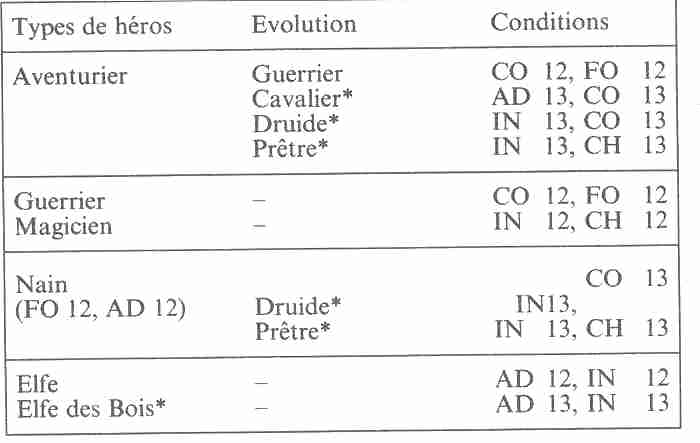 Types de héros Evolution Conditions
Aventurier Guerrier CO 12, FO 12
Cavalier* AD 13, CO 13
Druide* IN 13, CO 13
Prêtre* IN 13, CH 13
Guerrier – CO 12, FO 12
Magicien – IN 12, CH 12
Nain CO 13
(FO 12, AD 12) Druide* IN13,
Prêtre* IN 13, CH 13
Elfe – AD 12, IN 12
Elfe des Bois* – AD 13, IN 13